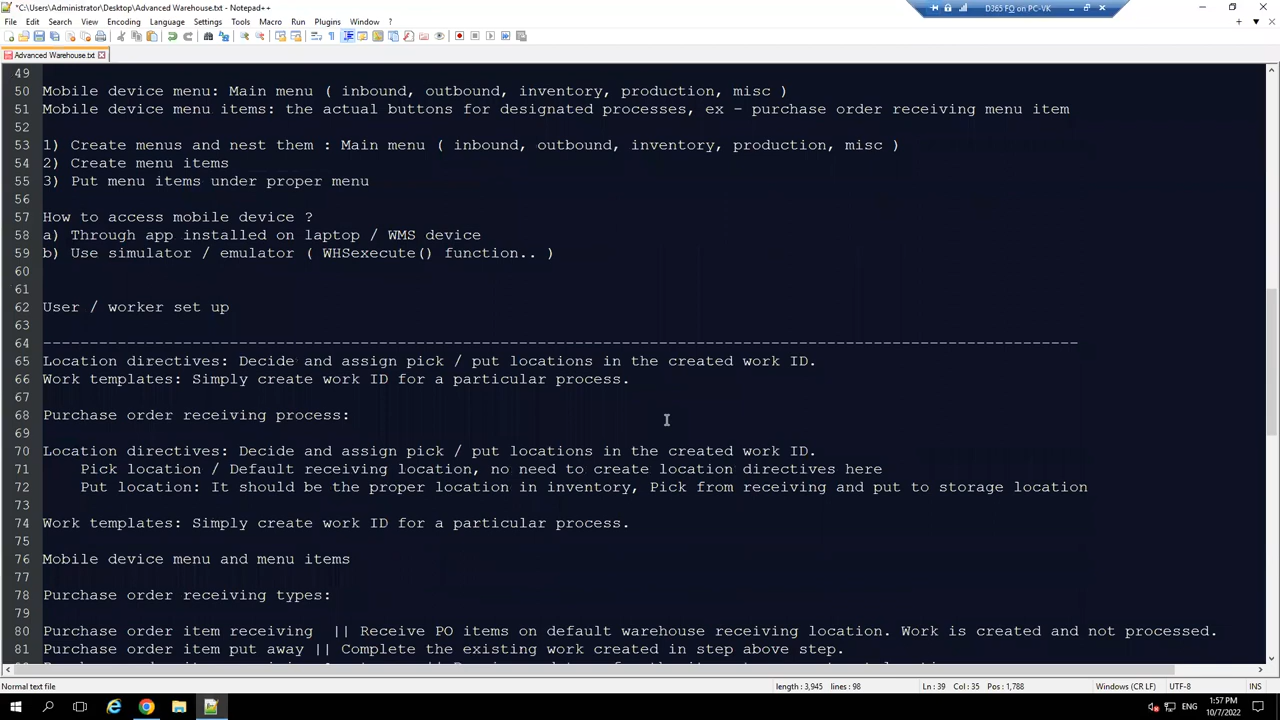 *C:\Users\Administrator\Desktop\Advanced Warehouse.txt - Notepad++
D365 FO on PC-VK
File Edit Search View Encoding Language Settings Tools Macro Run Plugins Window ?
Advanced Warehouse.txt
49
50 Mobile device menu: Main menu ( inbound, outbound, inventory, production, misc )
51 Mobile device menu items: the actual buttons for designated processes, ex - purchase order receiving menu item
52
53 1) Create menus and nest them : Main menu ( inbound, outbound, inventory, production, misc )
54 2) Create menu items
55 3) Put menu items under proper menu
56
57 How to access mobile device ?
58 a) Through app installed on laptop / WMS device
59 b) Use simulator / emulator ( WHSexecute() function.. )
60
61
62 User / worker set up
63
64 ---------------------------------------------------------------------------------------------------------------
65 Location directives: Decide and assign pick / put locations in the created work ID.
66 Work templates: Simply create work ID for a particular process.
67
68 Purchase order receiving process:
69
70 Location directives: Decide and assign pick / put locations in the created work ID.
71 Pick location / Default receiving location, no need to create location directives here
72 Put location: It should be the proper location in inventory, Pick from receiving and put to storage location
73
74 Work templates: Simply create work ID for a particular process.
75
76 Mobile device menu and menu items
77
78 Purchase order receiving types:
79
80 Purchase order item receiving || Receive PO items on default warehouse receiving location. Work is created and not processed.
81 Purchase order item put away || Complete the existing work created in step above step.
Normal text file length : 3,945 lines : 98 Ln : 39 Col : 35 Pos : 1,788 Windows (CR LF) UTF-8 INS
ENG
1:57 PM
10/7/2022